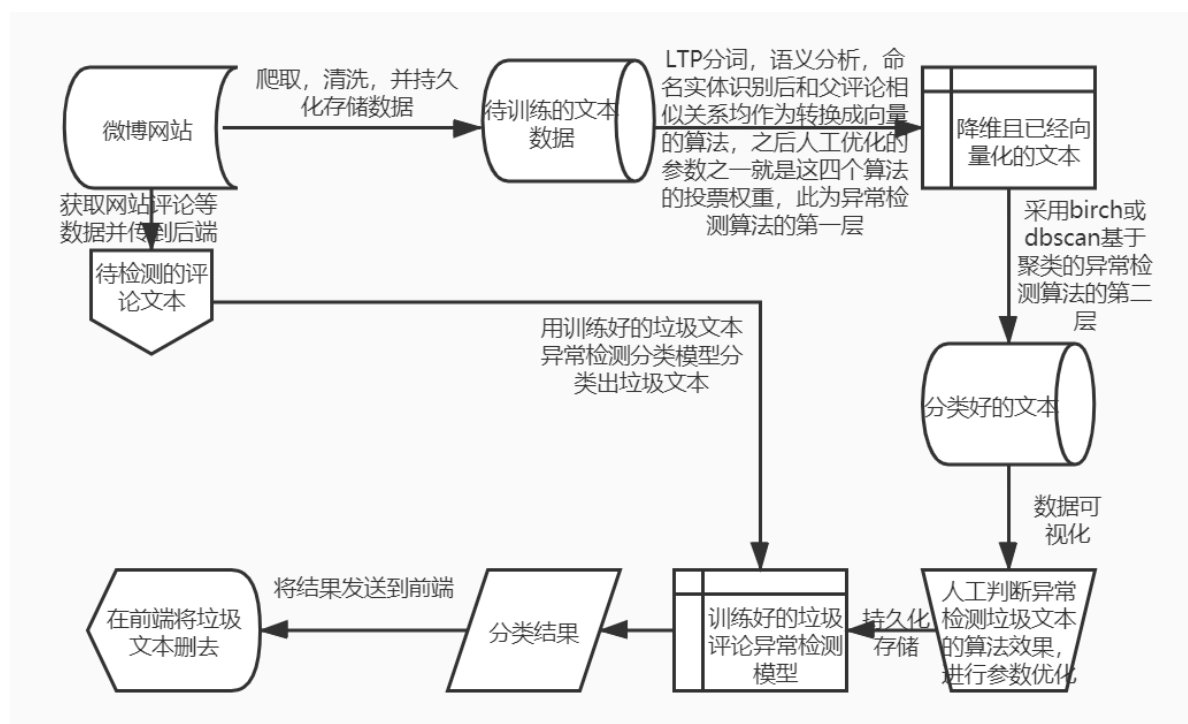 微博网站
爬取，清洗，并持久
化存储数据
待训练的文本
数据
LTP分词，语义分析，命
名实体识别后和父评论相
似关系均作为转换成向量
的算法，之后人工优化的
参数之一就是这四个算法
的投票权重，此为异常检
测算法的第一层
降维且已经向
量化的文本
获取网站评论等
数据并传到后端
待检测的评
论文本
采用birch或
dbscan基于
聚类的异常检
测算法的第二
层
用训练好的垃圾文本
异常检测分类模型分
类出垃圾文本
分类好的文本
数据可
视化
人工判断异常
检测垃圾文本
的算法效果，
进行参数优化
持久化
存储
训练好的垃圾
评论异常检测
模型
分类结果
将结果发送到前端
在前端将垃圾
文本删去